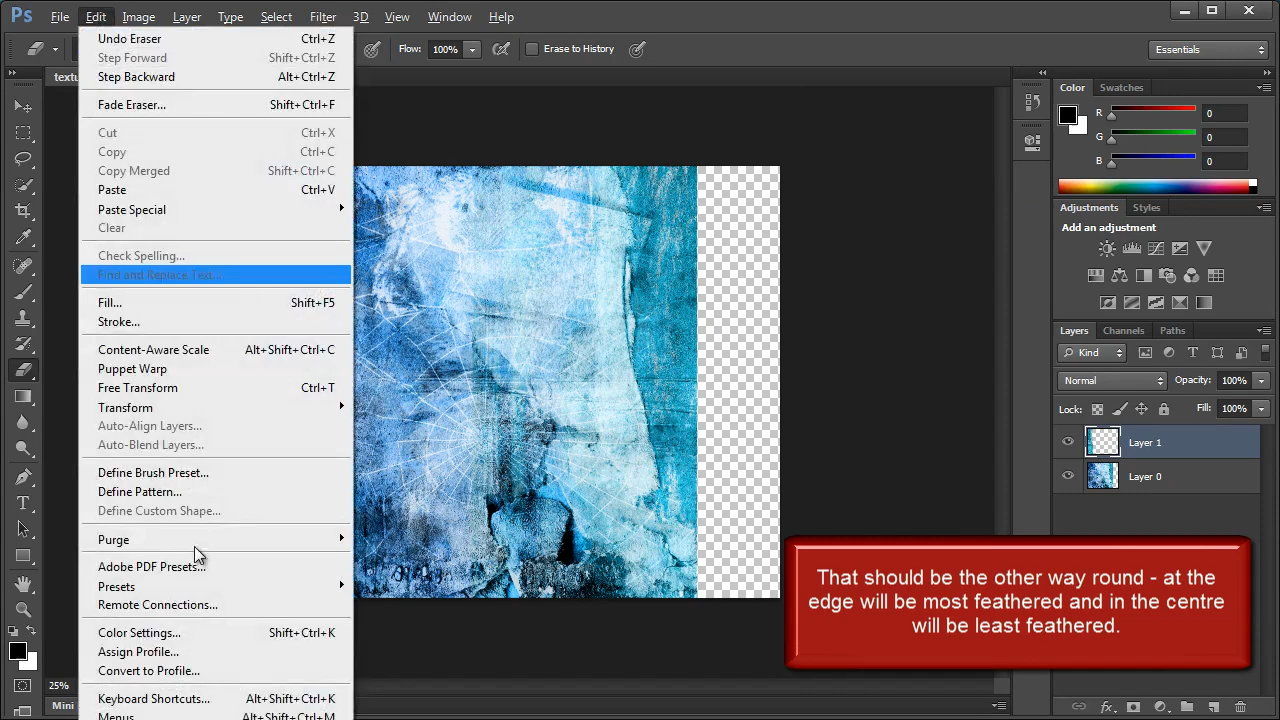 Ps File Edit Image Layer Type Select Filter 3D View Window Help
Flow: 100% Erase to History Essentials
textu
Undo Eraser Ctrl+Z
Step Forward Shift+Ctrl+Z
Step Backward Alt+Ctrl+Z
Fade Eraser... Shift+Ctrl+F
Cut Ctrl+X
Copy Ctrl+C
Copy Merged Shift+Ctrl+C
Paste Ctrl+V
Paste Special
Clear
Check Spelling...
Find and Replace Text...
Fill... Shift+F5
Stroke...
Content-Aware Scale Alt+Shift+Ctrl+C
Puppet Warp
Free Transform Ctrl+T
Transform
Auto-Align Layers...
Auto-Blend Layers...
Define Brush Preset...
Define Pattern...
Define Custom Shape...
Purge
Adobe PDF Presets...
Presets
Remote Connections...
Color Settings... Shift+Ctrl+K
Assign Profile...
Convert to Profile...
Keyboard Shortcuts... Alt+Shift+Ctrl+K
Menus... Alt+Shift+Ctrl+M
25%
Mini
Color Swatches
R 0
G 0
B 0
Adjustments Styles
Add an adjustment
Layers Channels Paths
Kind
Normal Opacity: 100%
Lock: Fill: 100%
Layer 1
Layer 0
That should be the other way round - at the
edge will be most feathered and in the centre
will be least feathered.